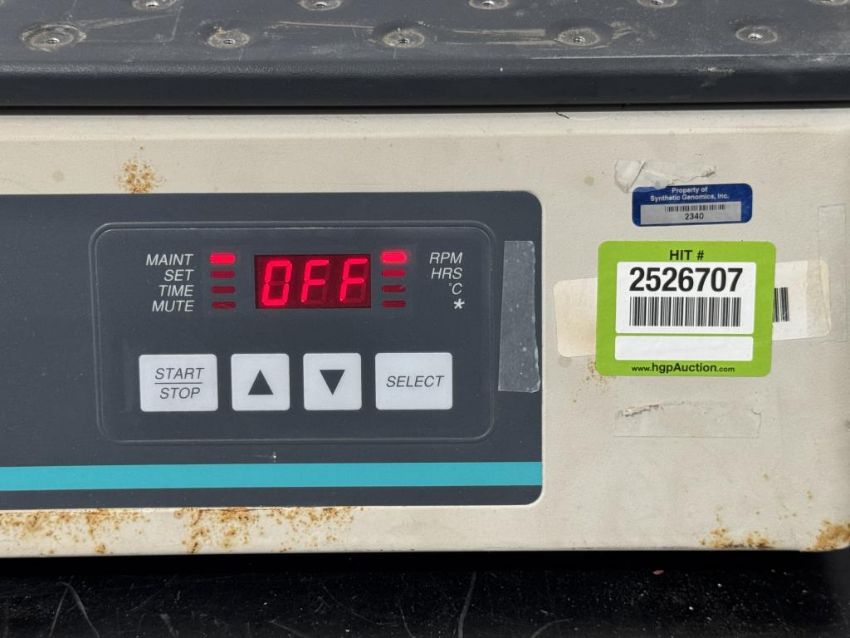 Property of
Synthetic Genomics, Inc.
2340
HIT #
2526707
www.hgpAuction.com
MAINT
SET
TIME
MUTE
OFF
RPM
HRS
°C
*
START
STOP
▲
▼
SELECT